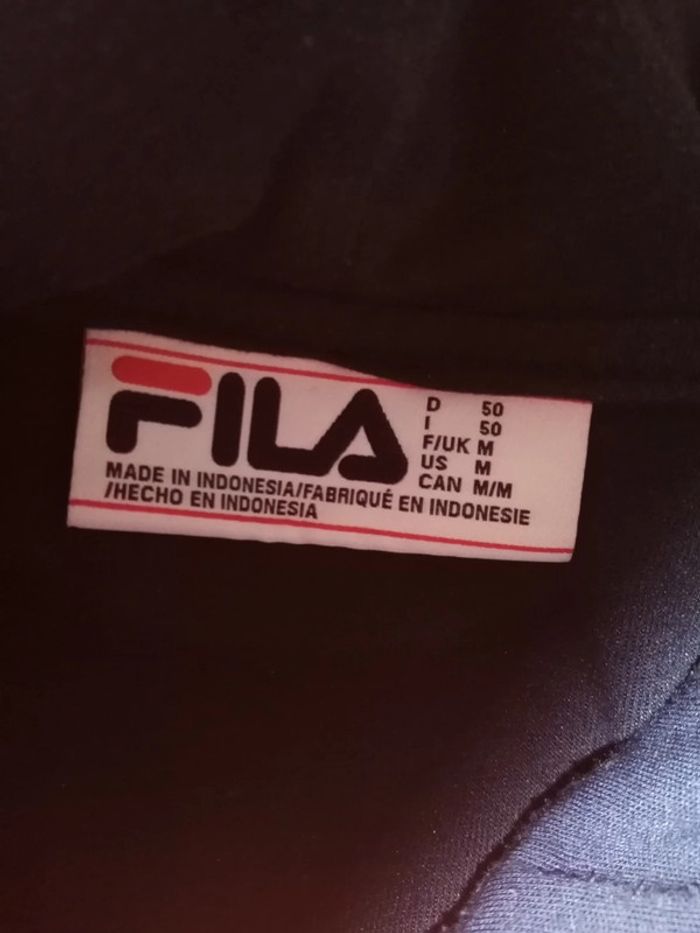 FILA
D 50
I 50
F/UK M
US M
CAN M/M
MADE IN INDONESIA/FABRIQUÉ EN INDONESIE
/HECHO EN INDONESIA